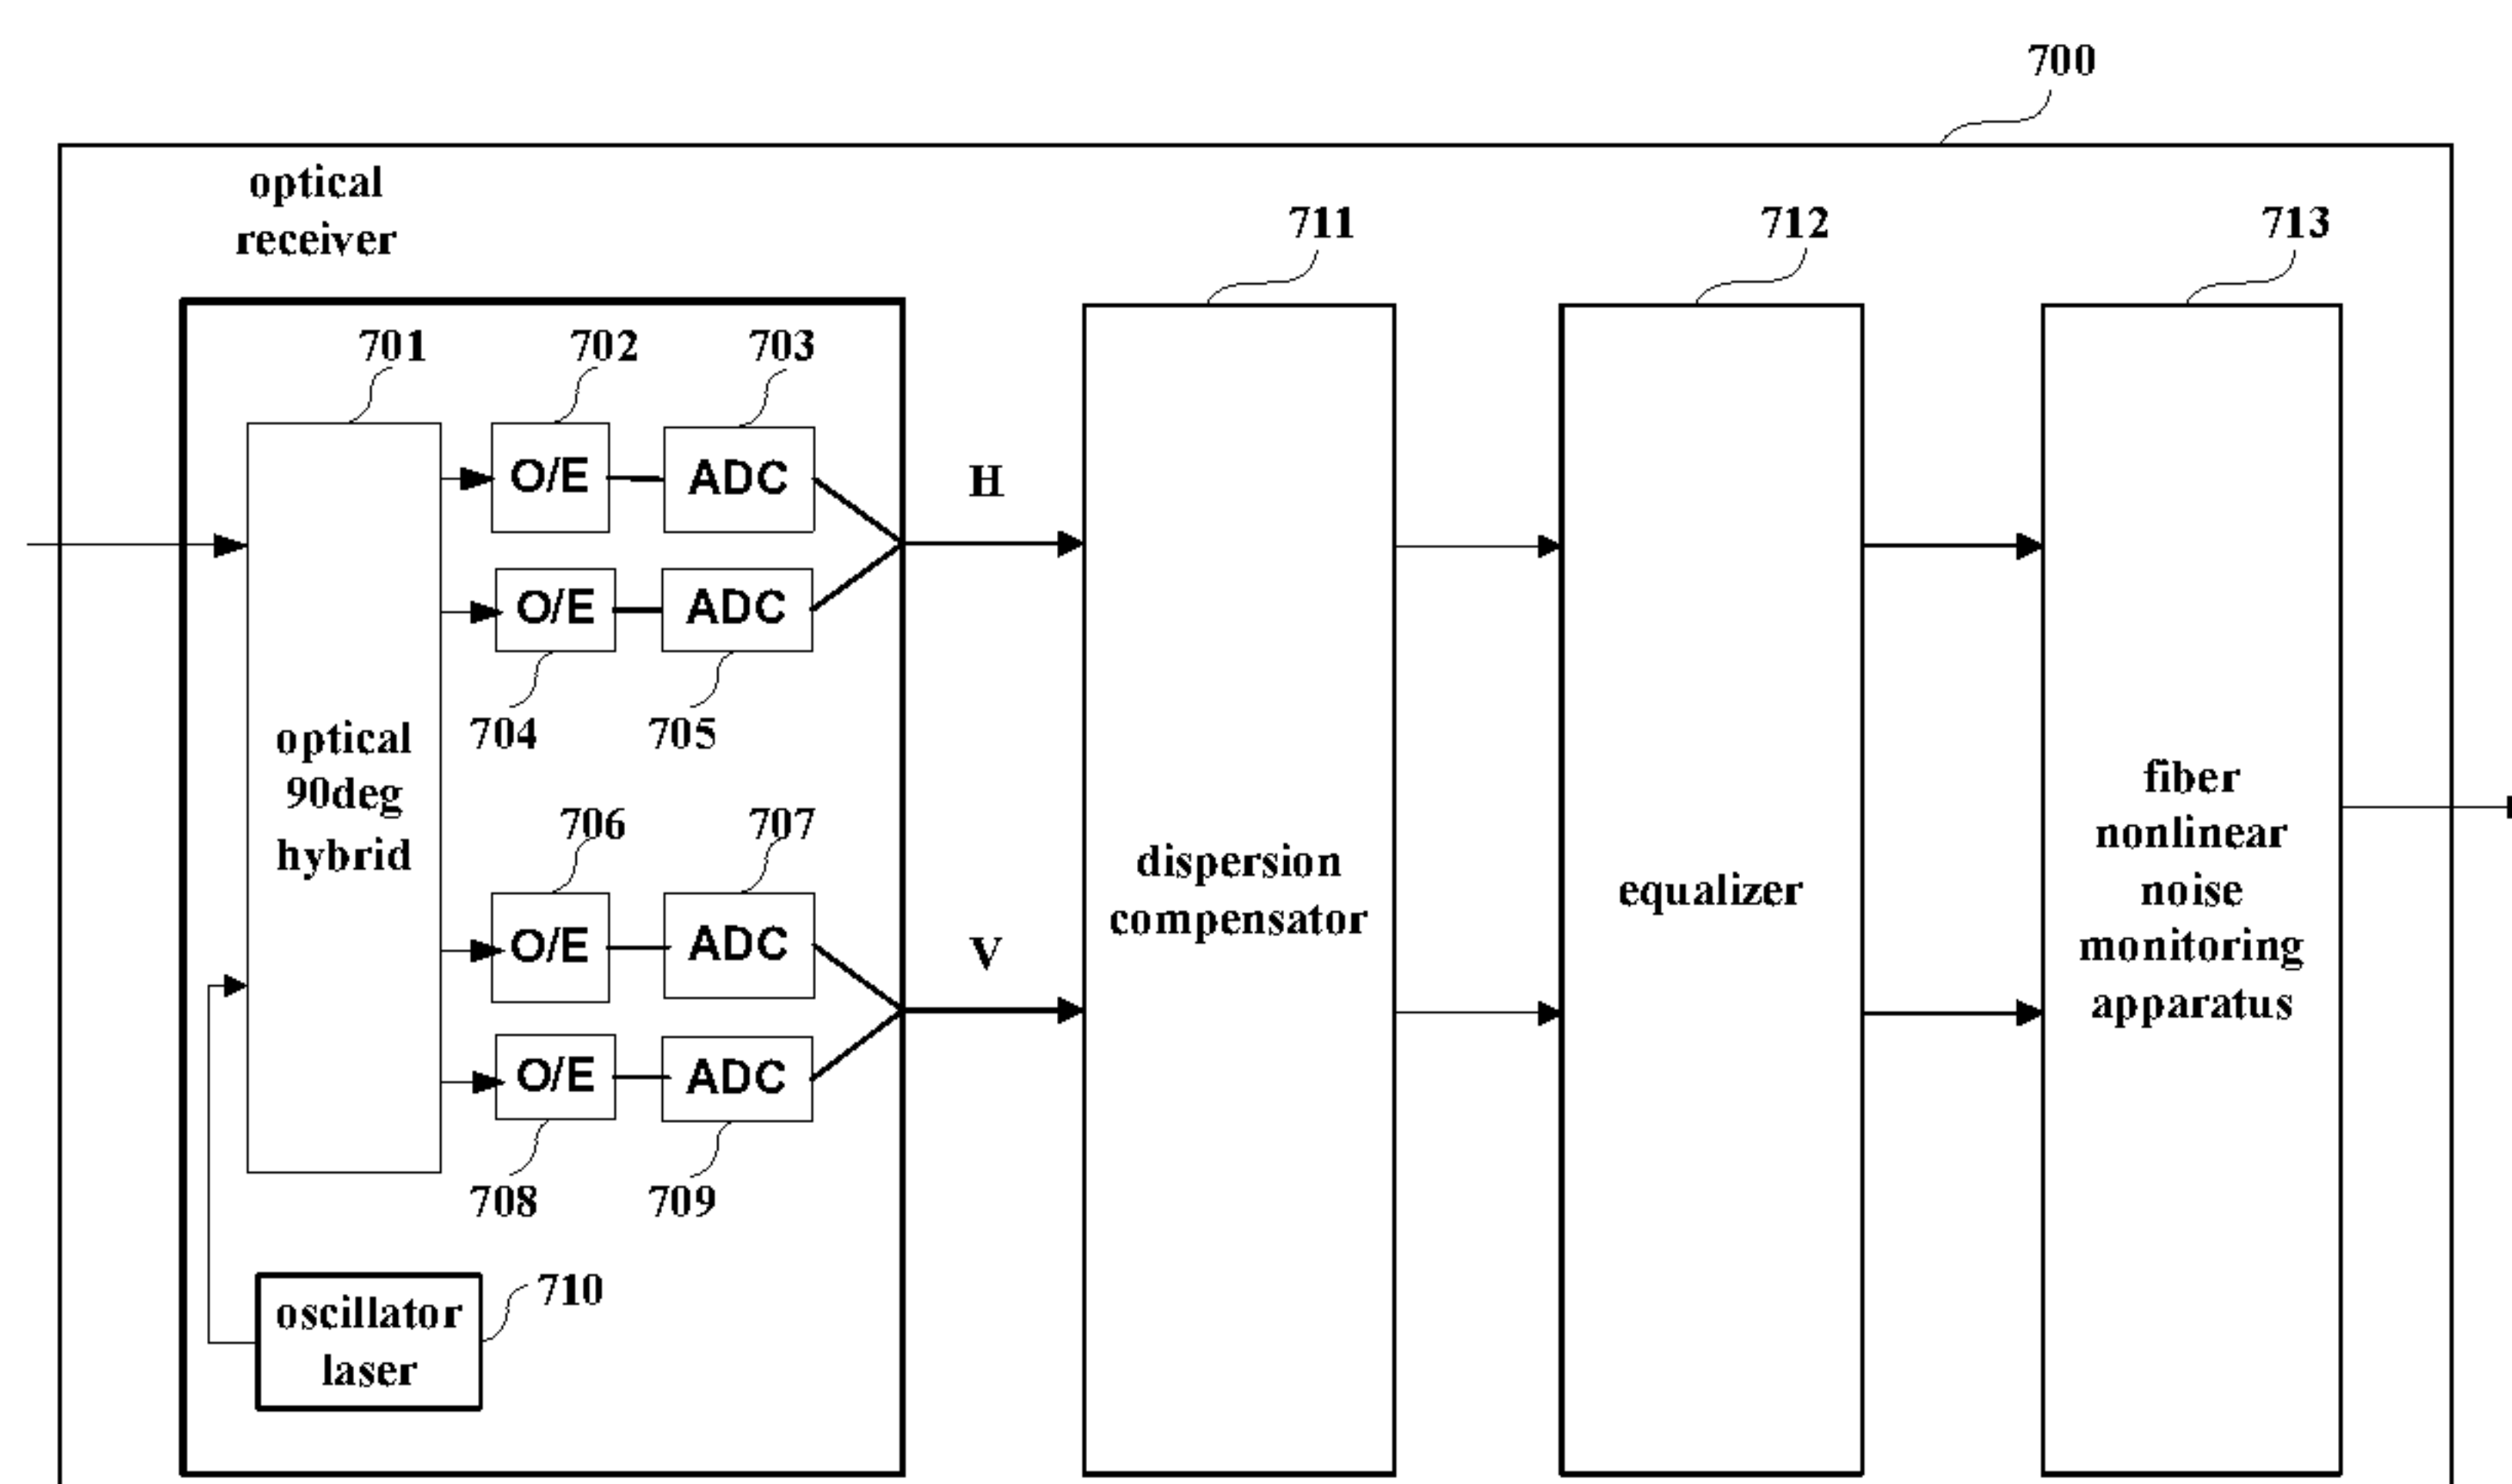 700
optical
receiver
711
712
713
701
702
703
O/E
ADC
H
O/E
ADC
704
705
optical
90deg
hybrid
706
707
O/E
ADC
V
O/E
ADC
708
709
oscillator
laser
710
dispersion
compensator
equalizer
fiber
nonlinear
noise
monitoring
apparatus